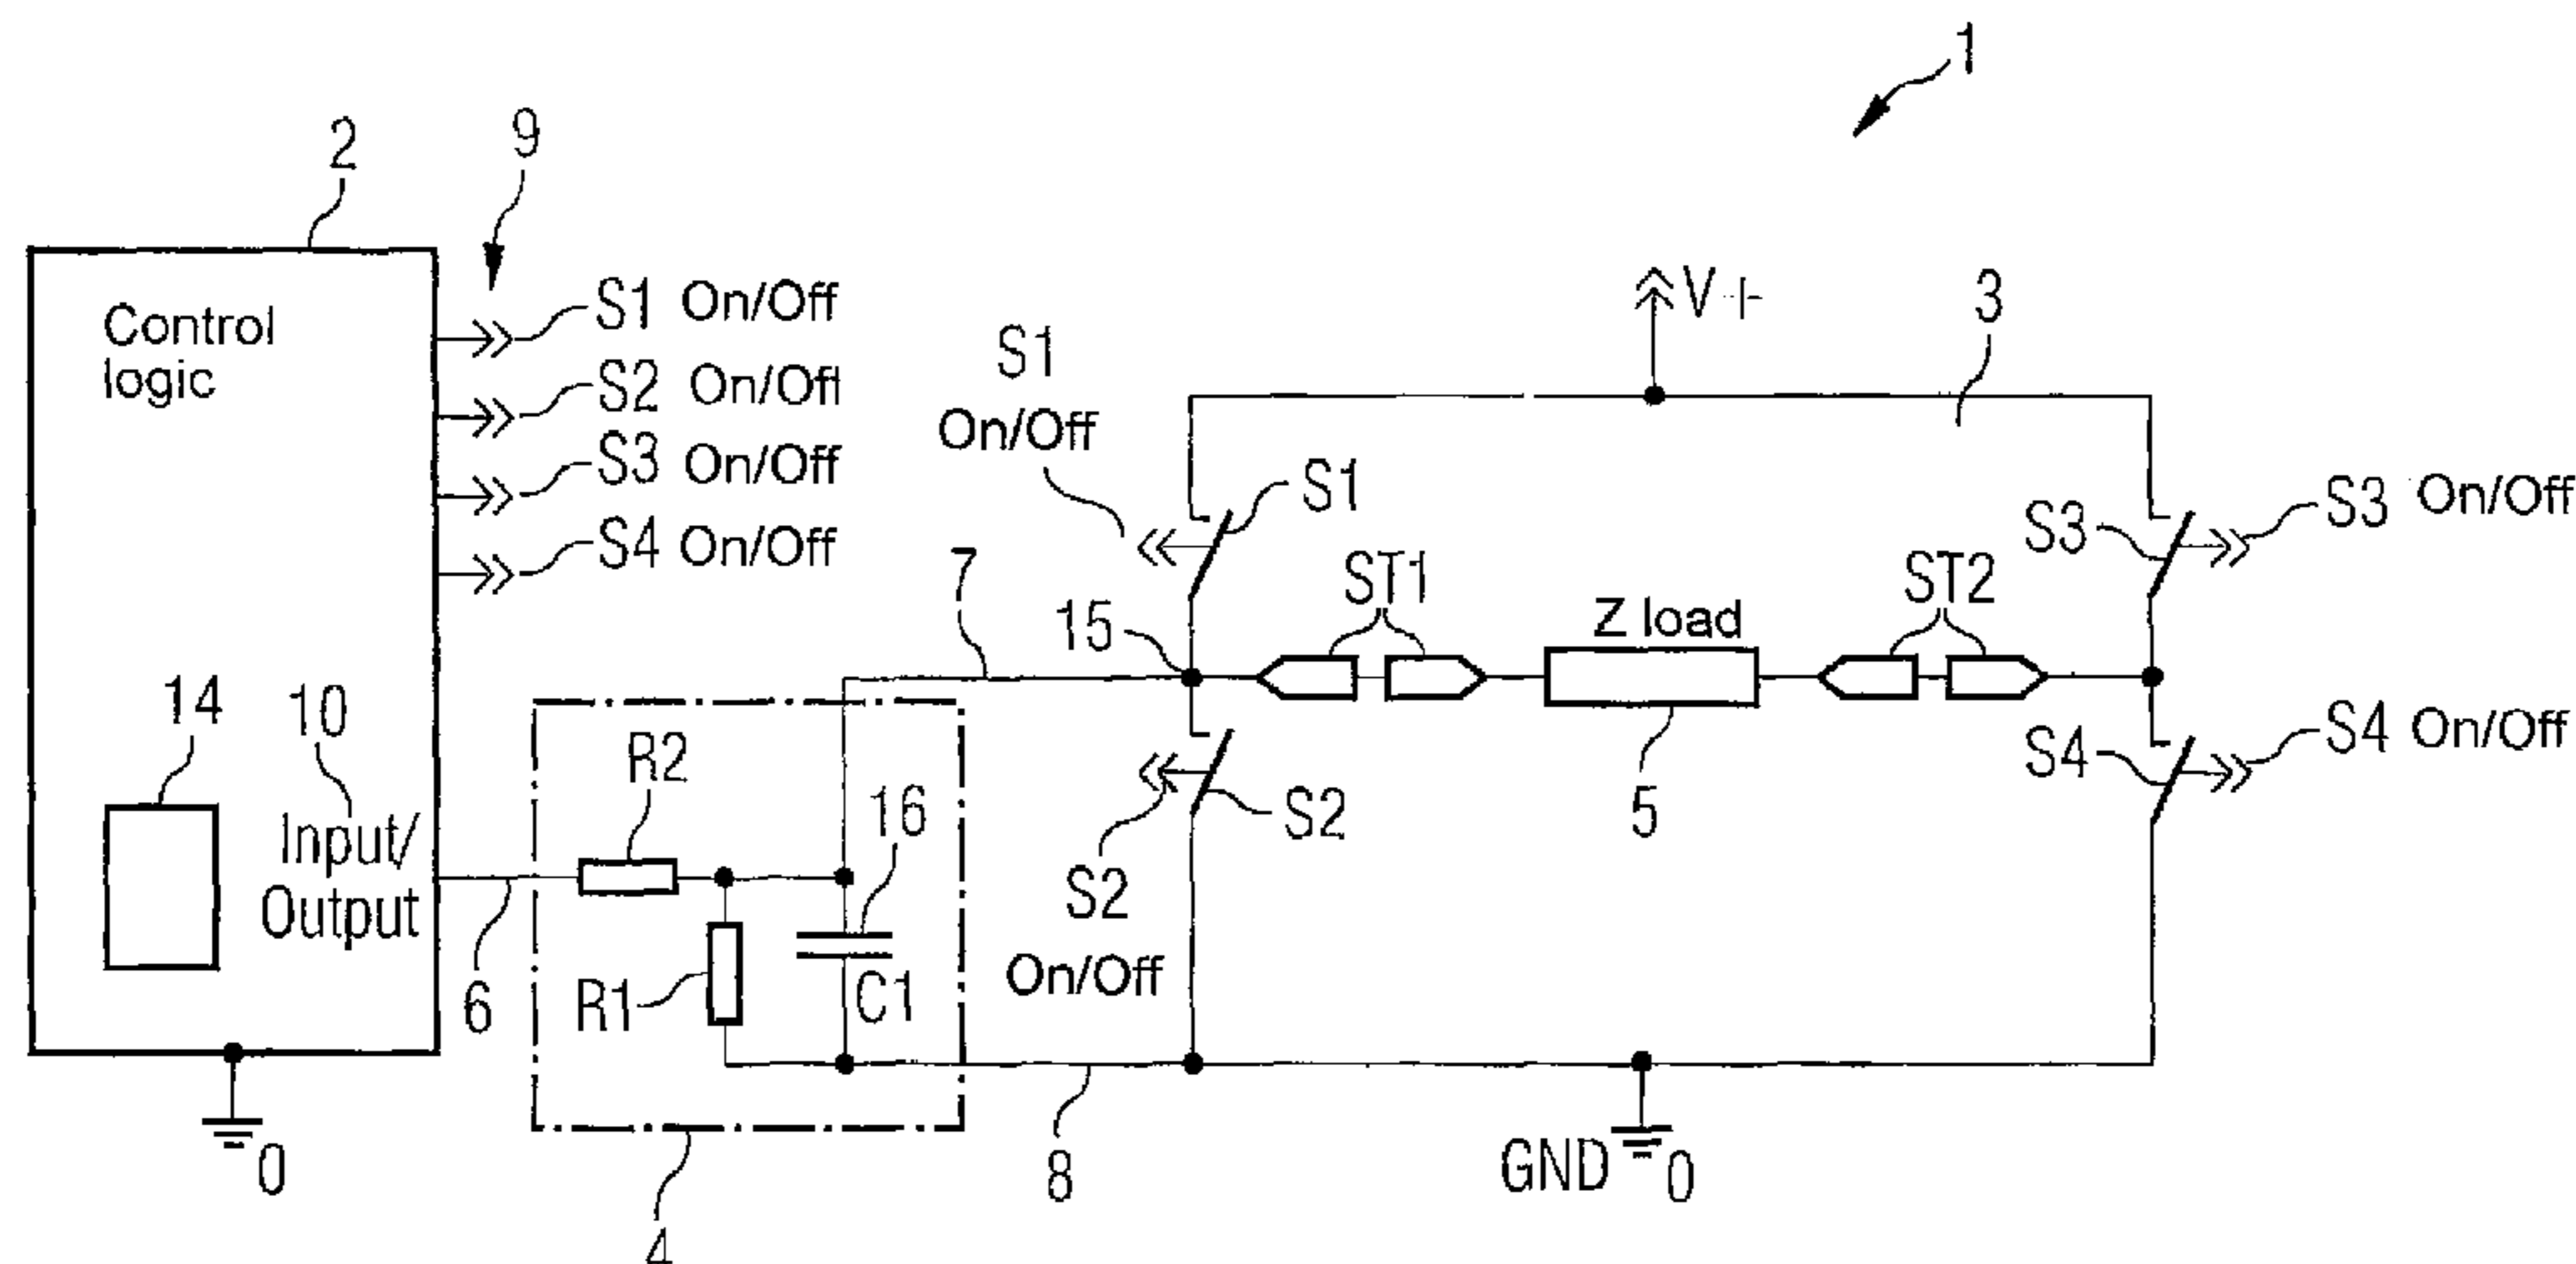 1
2
9
Control
logic
S1 On/Off
S2 On/Off
S3 On/Off
S4 On/Off
V+
3
S1
On/Off
S1
S3
S3 On/Off
7
15
ST1
Z load
ST2
14
10
Input/
Output
R2
16
S2
S2
On/Off
5
S4
S4 On/Off
6
R1
C1
0
4
8
GND
0